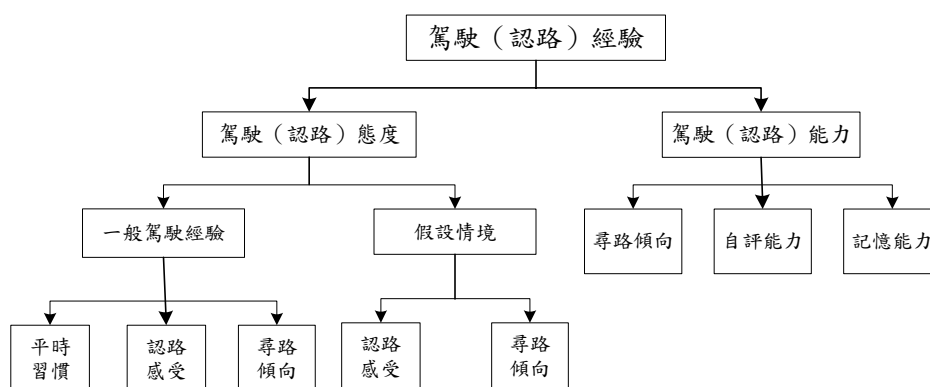 駕駛（認路）經驗
駕駛（認路）態度
駕駛（認路）能力
一般駕駛經驗
假設情境
尋路傾向
自評能力
記憶能力
平時
習慣
認路
感受
尋路
傾向
認路
感受
尋路
傾向